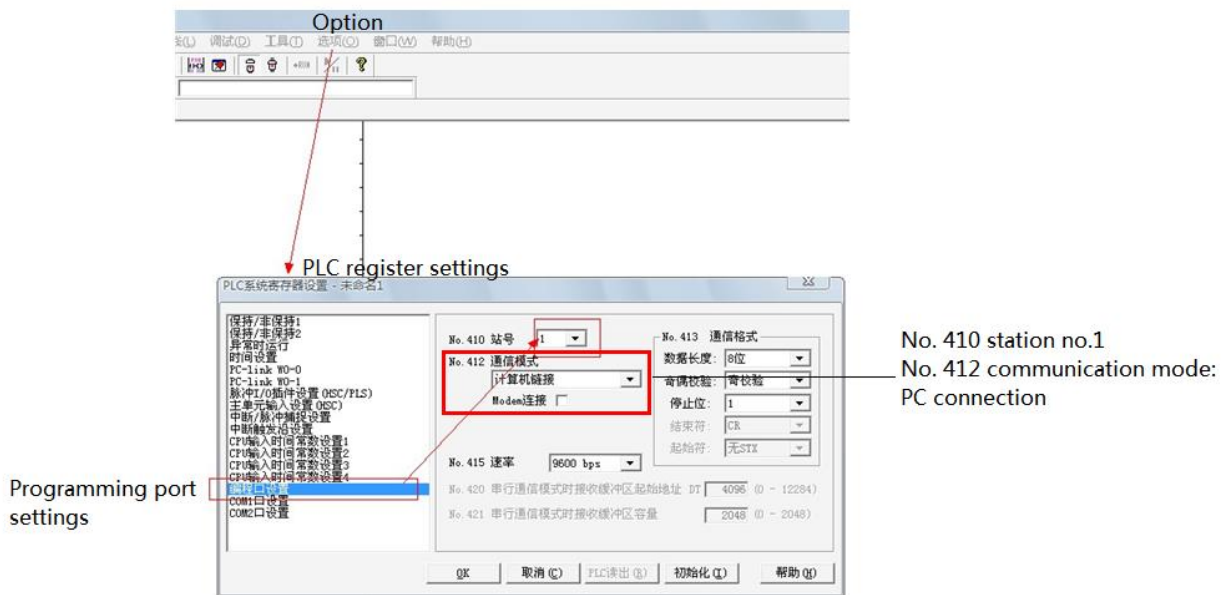 Option
调试(D) 工具(T) 选项(O) 窗口(W) 帮助(H)
PLC register settings
PLC系统寄存器设置 - 未命名1
保持/非保持1
保持/非保持2
异常时运行
时间设置
PC-link W0-0
PC-link W0-1
脉冲I/O插件设置(HSC/PLS)
主单元输入设置(HSC)
中断/脉冲捕捉设置
中断触发沿设置
CPU输入时间常数设置1
CPU输入时间常数设置2
CPU输入时间常数设置3
CPU输入时间常数设置4
编程口设置
COM1口设置
COM2口设置
No.410 站号 1
No.412 通信模式
计算机链接
Modem连接
No.413 通信格式
数据长度: 8位
奇偶校验: 奇校验
停止位: 1
结束符: CR
起始符: 无STX
No.415 速率 9600 bps
No.420 串行通信模式时接收缓冲区起始地址 DT 4096 (0 - 12284)
No.421 串行通信模式时接收缓冲区容量 2048 (0 - 2048)
OK 取消(C) PLC读出(R) 初始化(I) 帮助(H)
No. 410 station no.1
No. 412 communication mode:
PC connection
Programming port
settings